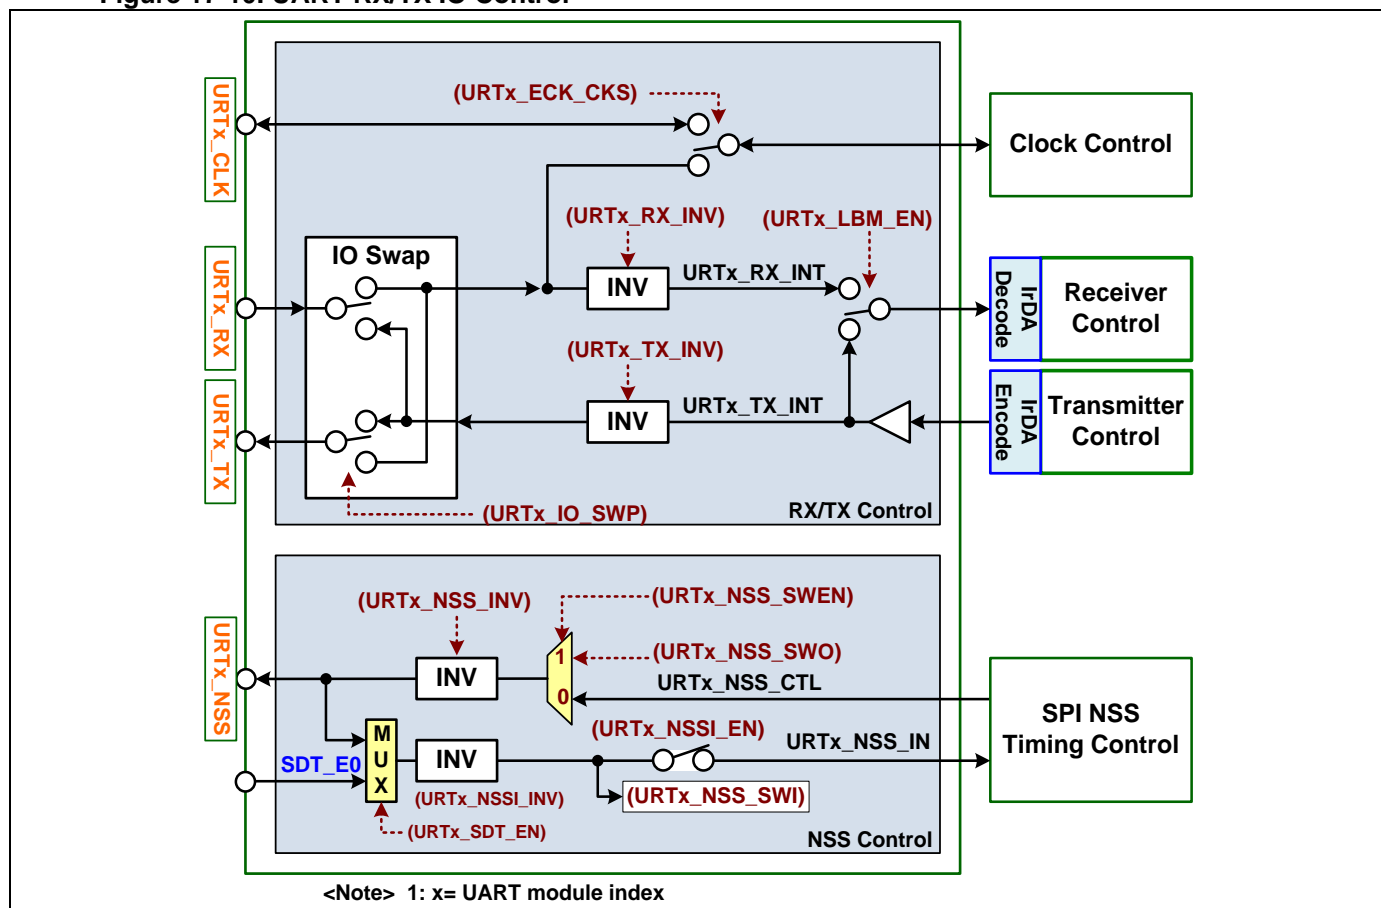 URTx_CLK
(URTx_ECK_CKS)
Clock Control
(URTx_RX_INV)
(URTx_LBM_EN)
IO Swap
URTx_RX
INV
URTx_RX_INT
IrDA
Decode
Receiver
Control
(URTx_TX_INV)
URTx_TX
INV
URTx_TX_INT
IrDA
Encode
Transmitter
Control
(URTx_IO_SWP)
RX/TX Control
(URTx_NSS_INV)
(URTx_NSS_SWEN)
URTx_NSS
INV
1
0
(URTx_NSS_SWO)
URTx_NSS_CTL
SPI NSS
Timing Control
SDT_E0
MUX
INV
(URTx_NSSI_EN)
URTx_NSS_IN
(URTx_NSSI_INV)
(URTx_NSS_SWI)
(URTx_SDT_EN)
NSS Control
<Note> 1: x= UART module index